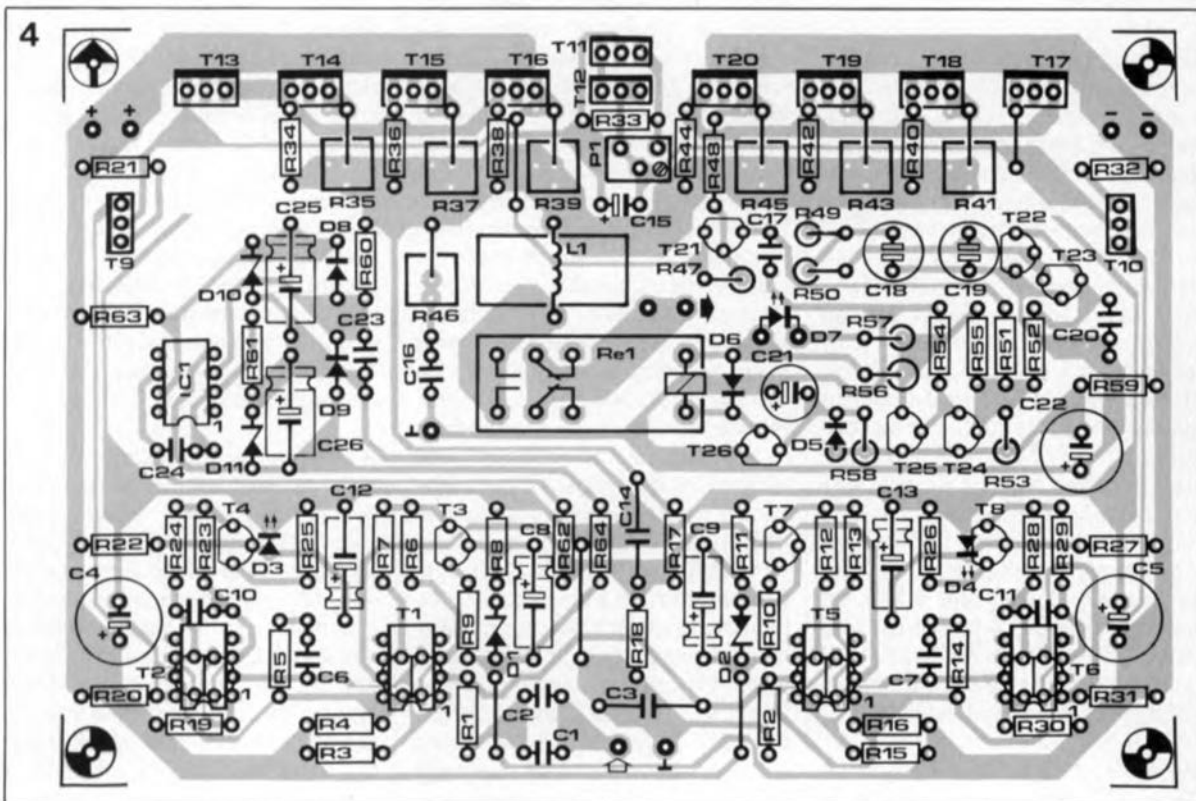 4
T13 T14 T15 T16 T11 T20 T19 T18 T17
T12
+ + R33 - -
R34 R36 R38 P1 R44 R48 R42 R40
R21 R32
R35 R37 R39 C15 R45 R43 R41
+
T9 C25 D8 R60 L1 T21 C17 R49 T22 T23 T10
R47 R50 C18 C19
D10 R46
R63 C23 D6 D7 R57 R54 R55 R51 R52 C20
IC1 R61 C16 Re1 C21 R56 R59
1 D9 C22
C24 D11 C26 ⊥ T26 D5 R58 T25 T24 R53
C12 C14 C13
R24 R23 T4 R25 R7 R6 T3 R8 C8 R62 R64 R17 C9 R11 T7 R12 R13 R26 T8 R28 R29
R22 D3 D4 R27
C4 C10 C11 C5
R5 T1 R9 D1 R18 D2 R10 T5 R14
T2 1 C6 1 1 C7 1 T6
R20 R31
R19 R4 R1 C2 C3 R2 R16 R30
R3 C1 ⊥ R15